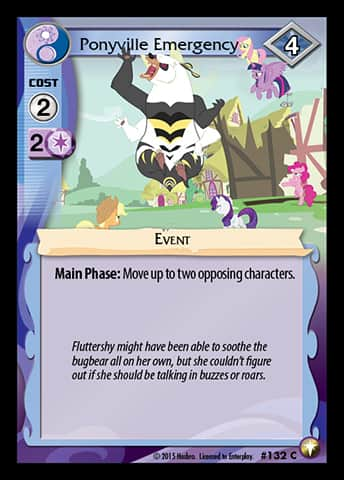 Ponyville Emergency
4
COST
2
2
EVENT
Main Phase: Move up to two opposing characters.
Fluttershy might have been able to soothe the
bugbear all on her own, but she couldn't figure
out if she should be talking in buzzes or roars.
© 2015 Hasbro. Licensed to Enterplay. #132 C